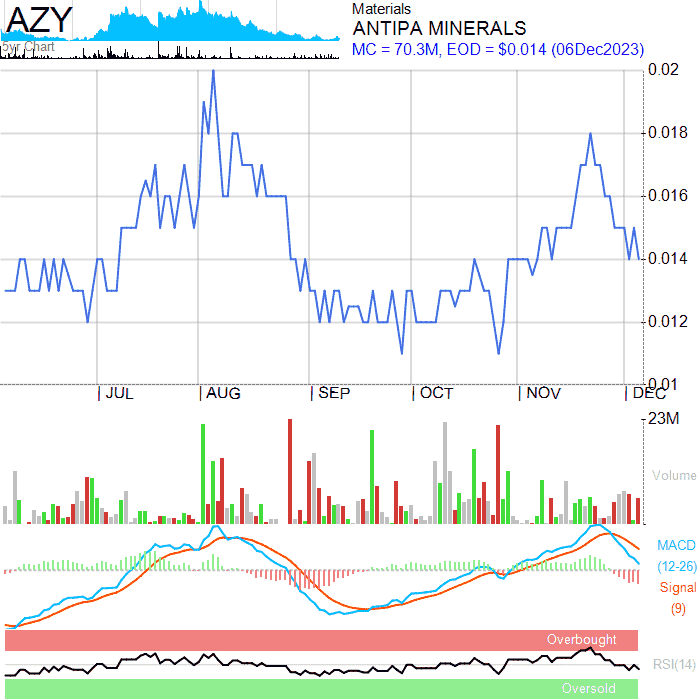 AZY
5yr Chart
Materials
ANTIPA MINERALS
MC = 70.3M, EOD = $0.014 (06Dec2023)
0.02
0.018
0.016
0.014
0.012
0.01
JUL AUG SEP OCT NOV DEC
23M
Volume
MACD
(12-26)
Signal
(9)
Overbought
RSI(14)
Oversold